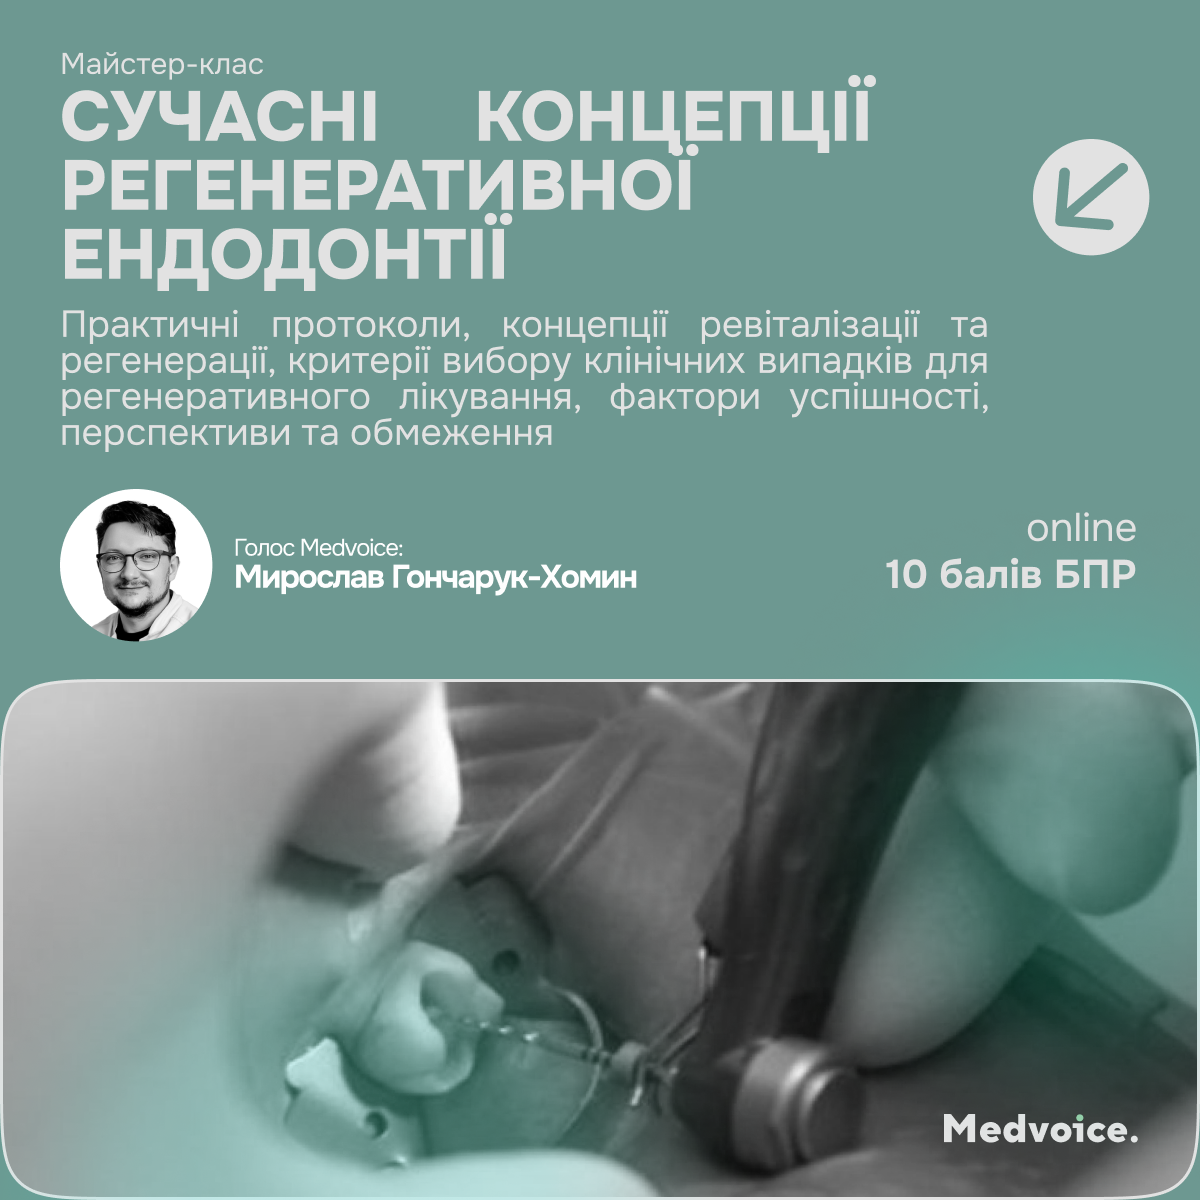 Майстер-клас
СУЧАСНІ КОНЦЕПЦІЇ
РЕГЕНЕРАТИВНОЇ
ЕНДОДОНТІЇ
Практичні протоколи, концепції ревіталізації та
регенерації, критерії вибору клінічних випадків для
регенеративного лікування, фактори успішності,
перспективи та обмеження
Голос Medvoice:
Мирослав Гончарук-Хомин
online
10 балів БПР
Medvoice.